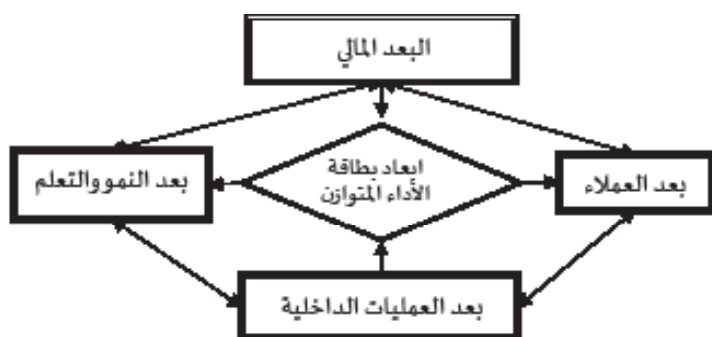 البعد المالي
ابعاد بطاقة
الأداء المتوازن
بعد العملاء
بعد النمو والتعلم
بعد العمليات الداخلية